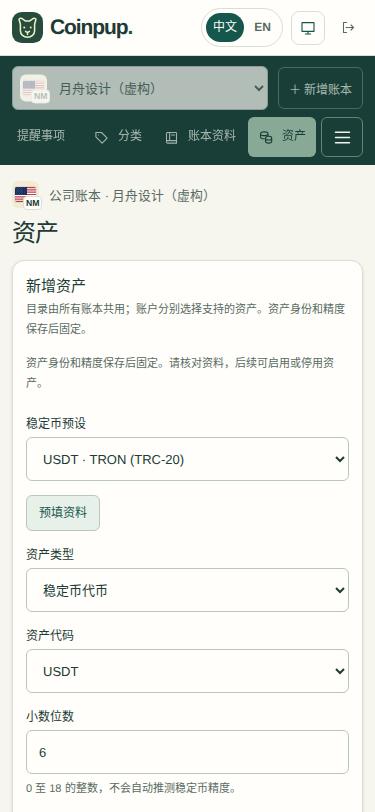 Coinpup.
中文 EN
NM 月舟设计（虚构）
＋ 新增账本
提醒事项 分类 账本资料 资产
NM 公司账本 · 月舟设计（虚构）
资产
新增资产
目录由所有账本共用；账户分别选择支持的资产。资产身份和精度
保存后固定。
资产身份和精度保存后固定。请核对资料，后续可启用或停用资
产。
稳定币预设
USDT · TRON (TRC-20)
预填资料
资产类型
稳定币代币
资产代码
USDT
小数位数
6
0 至 18 的整数，不会自动推测稳定币精度。